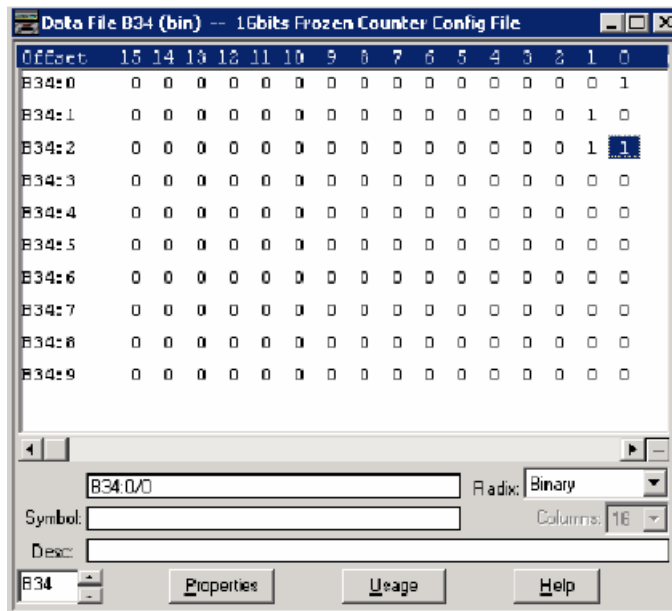 Data File B34 (bin) -- 16bits Frozen Counter Config File
Offset 15 14 13 12 11 10 9 8 7 6 5 4 3 2 1 0
B34:0 0 0 0 0 0 0 0 0 0 0 0 0 0 0 0 1
B34:1 0 0 0 0 0 0 0 0 0 0 0 0 0 0 1 0
B34:2 0 0 0 0 0 0 0 0 0 0 0 0 0 0 1 1
B34:3 0 0 0 0 0 0 0 0 0 0 0 0 0 0 0 0
B34:4 0 0 0 0 0 0 0 0 0 0 0 0 0 0 0 0
B34:5 0 0 0 0 0 0 0 0 0 0 0 0 0 0 0 0
B34:6 0 0 0 0 0 0 0 0 0 0 0 0 0 0 0 0
B34:7 0 0 0 0 0 0 0 0 0 0 0 0 0 0 0 0
B34:8 0 0 0 0 0 0 0 0 0 0 0 0 0 0 0 0
B34:9 0 0 0 0 0 0 0 0 0 0 0 0 0 0 0 0
B34:0/0 Radix: Binary
Symbol: Columns: 16
Desc:
B34 Properties Usage Help